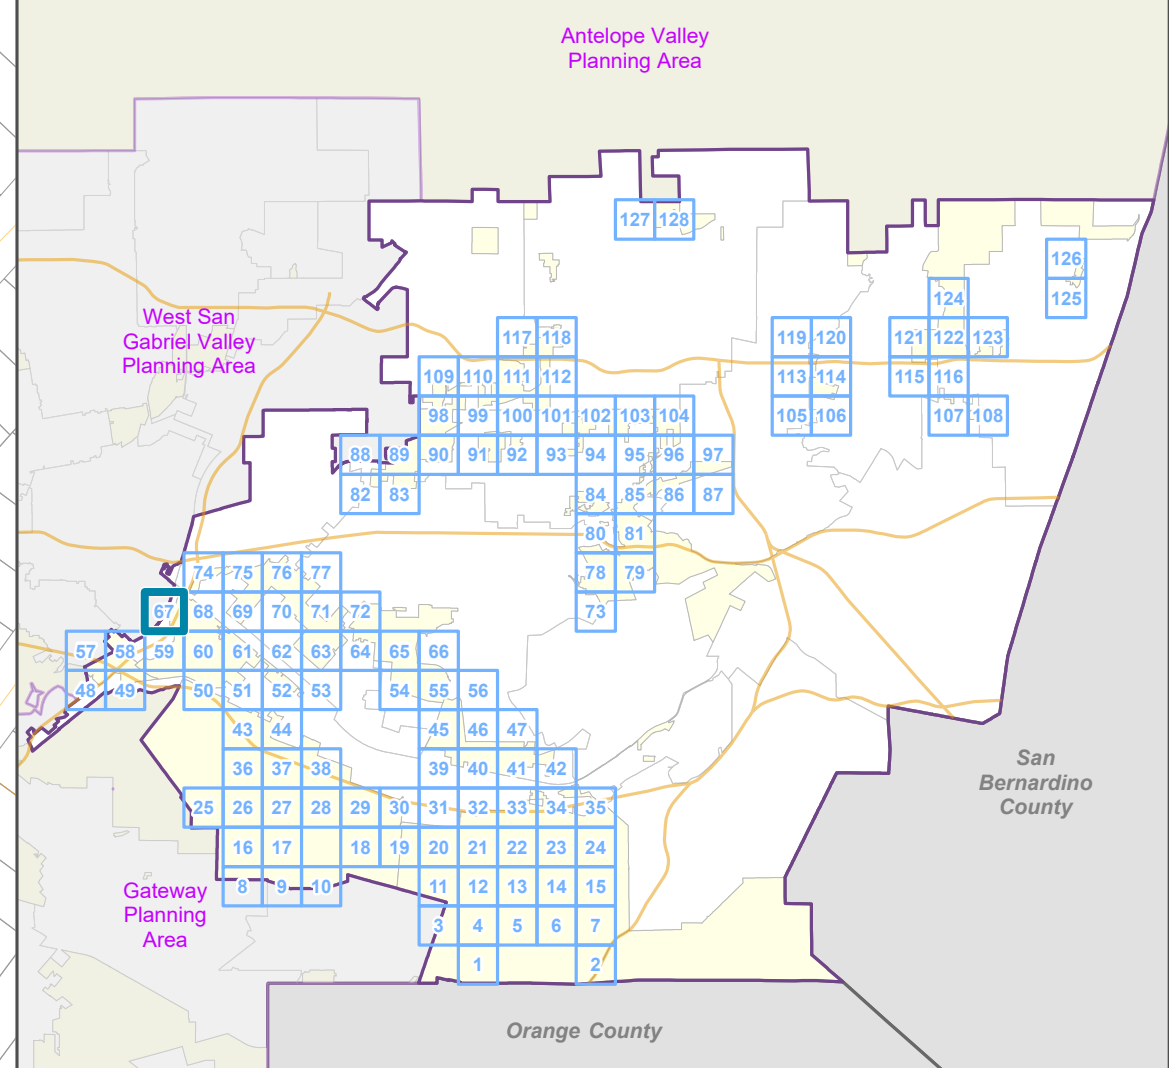 Antelope Valley
Planning Area
127 128
126
125
124
West San
Gabriel Valley
Planning Area
117 118
119 120
121 122 123
109 110 111 112
113 114
115 116
98 99 100 101 102 103 104
105 106
107 108
88 89 90 91 92 93 94 95 96 97
82 83
84 85 86 87
80 81
74 75 76 77
78 79
67 68 69 70 71 72
73
57 58 59 60 61 62 63 64 65 66
48 49 50 51 52 53 54 55 56
43 44 45 46 47
36 37 38 39 40 41 42
San
Bernardino
County
25 26 27 28 29 30 31 32 33 34 35
16 17 18 19 20 21 22 23 24
8 9 10 11 12 13 14 15
Gateway
Planning
Area
3 4 5 6 7
1 2
Orange County